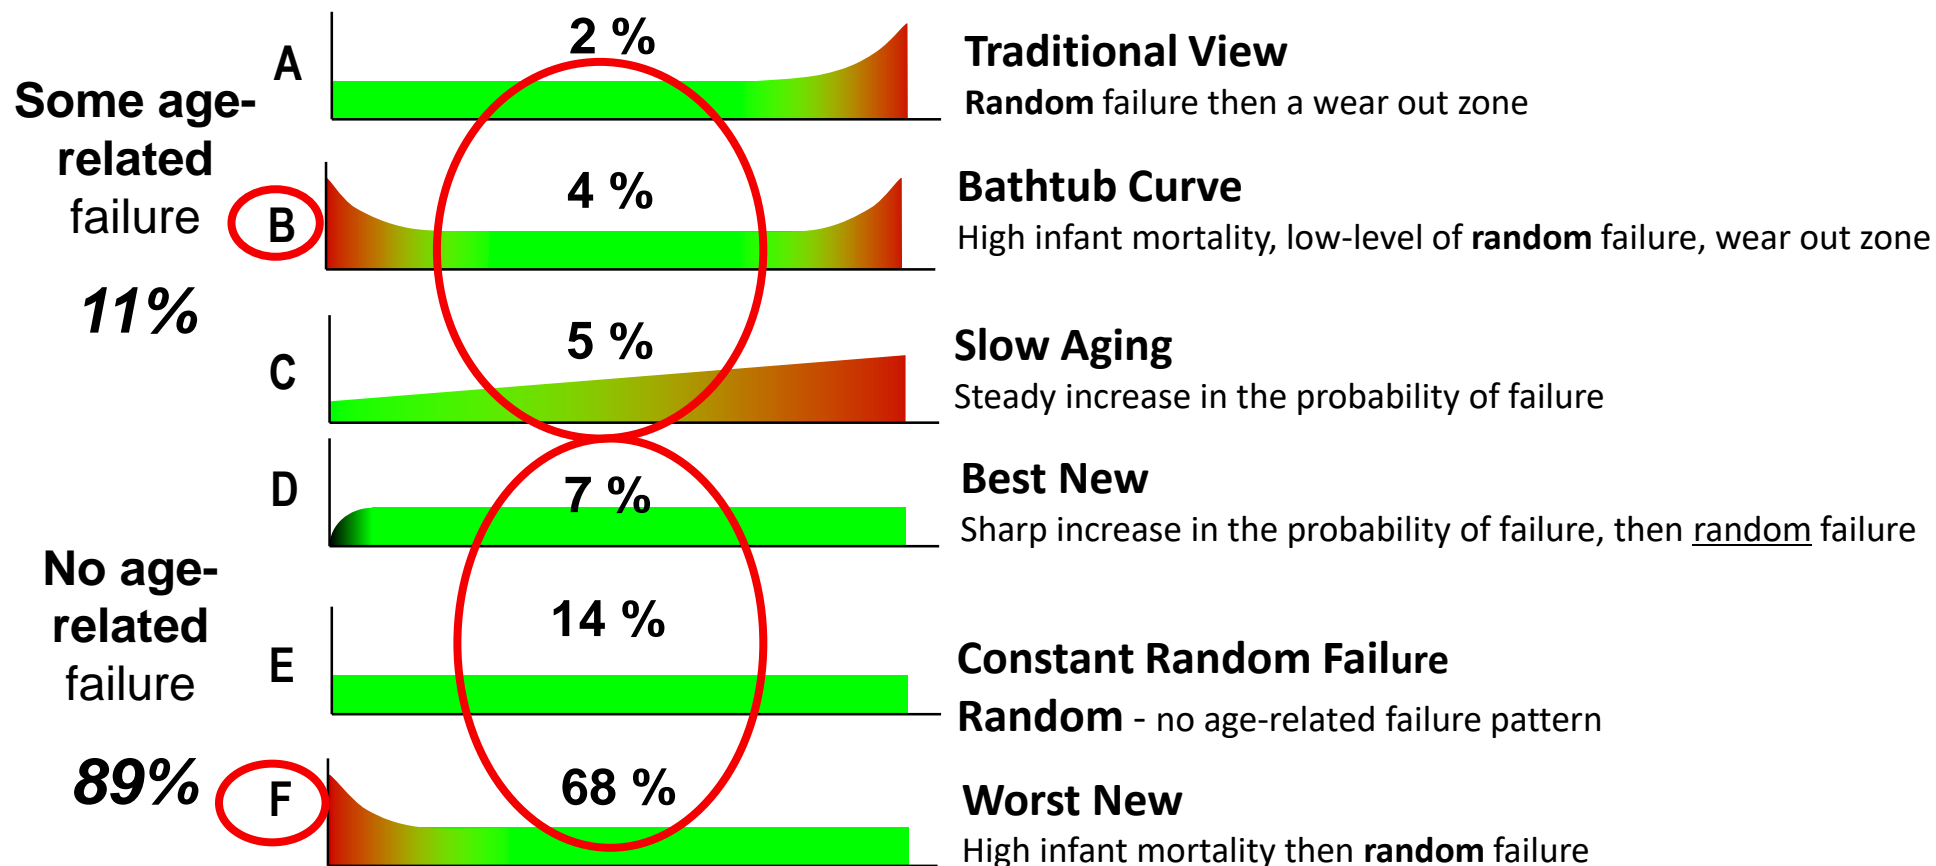 Some age-
related
failure
11%
No age-
related
failure
89%
A
2 %
Traditional View
Random failure then a wear out zone
B
4 %
Bathtub Curve
High infant mortality, low-level of random failure, wear out zone
C
5 %
Slow Aging
Steady increase in the probability of failure
D
7 %
Best New
Sharp increase in the probability of failure, then random failure
E
14 %
Constant Random Failure
Random - no age-related failure pattern
F
68 %
Worst New
High infant mortality then random failure